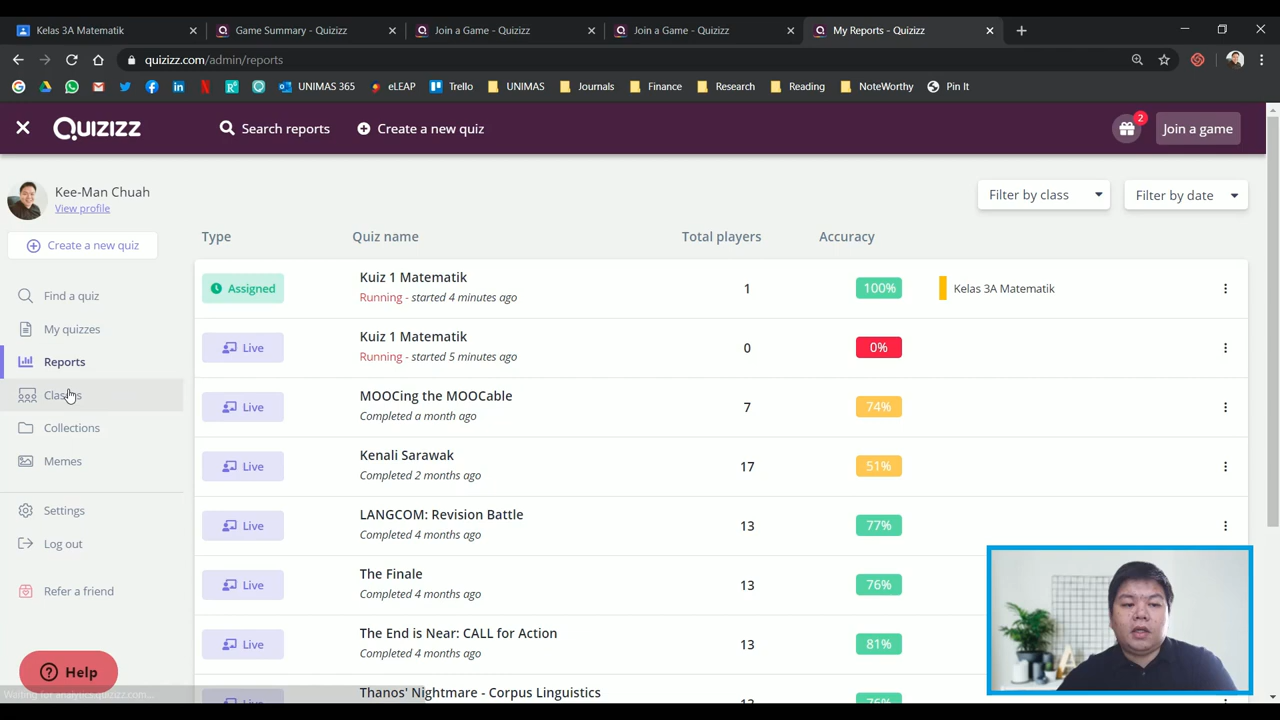 Kelas 3A Matematik
Game Summary - Quizizz
Join a Game - Quizizz
Join a Game - Quizizz
My Reports - Quizizz
quizizz.com/admin/reports
UNIMAS 365
eLEAP
Trello
UNIMAS
Journals
Finance
Research
Reading
NoteWorthy
Pin It
Quizizz
Search reports
Create a new quiz
2
Join a game
Kee-Man Chuah
View profile
Create a new quiz
Find a quiz
My quizzes
Reports
Classes
Collections
Memes
Settings
Log out
Refer a friend
Help
Waiting for analytics.quizizz.com...
Filter by class
Filter by date
Type Quiz name Total players Accuracy
Assigned Kuiz 1 Matematik 1 100% Kelas 3A Matematik
Running - started 4 minutes ago
Live Kuiz 1 Matematik 0 0%
Running - started 5 minutes ago
Live MOOCing the MOOCable 7 74%
Completed a month ago
Live Kenali Sarawak 17 51%
Completed 2 months ago
Live LANGCOM: Revision Battle 13 77%
Completed 4 months ago
Live The Finale 13 76%
Completed 4 months ago
Live The End is Near: CALL for Action 13 81%
Completed 4 months ago
Live Thanos' Nightmare - Corpus Linguistics